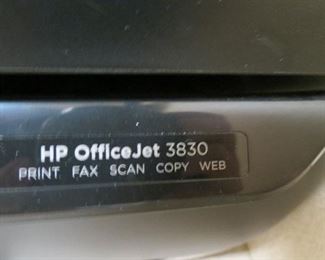 HP OfficeJet 3830
PRINT FAX SCAN COPY WEB